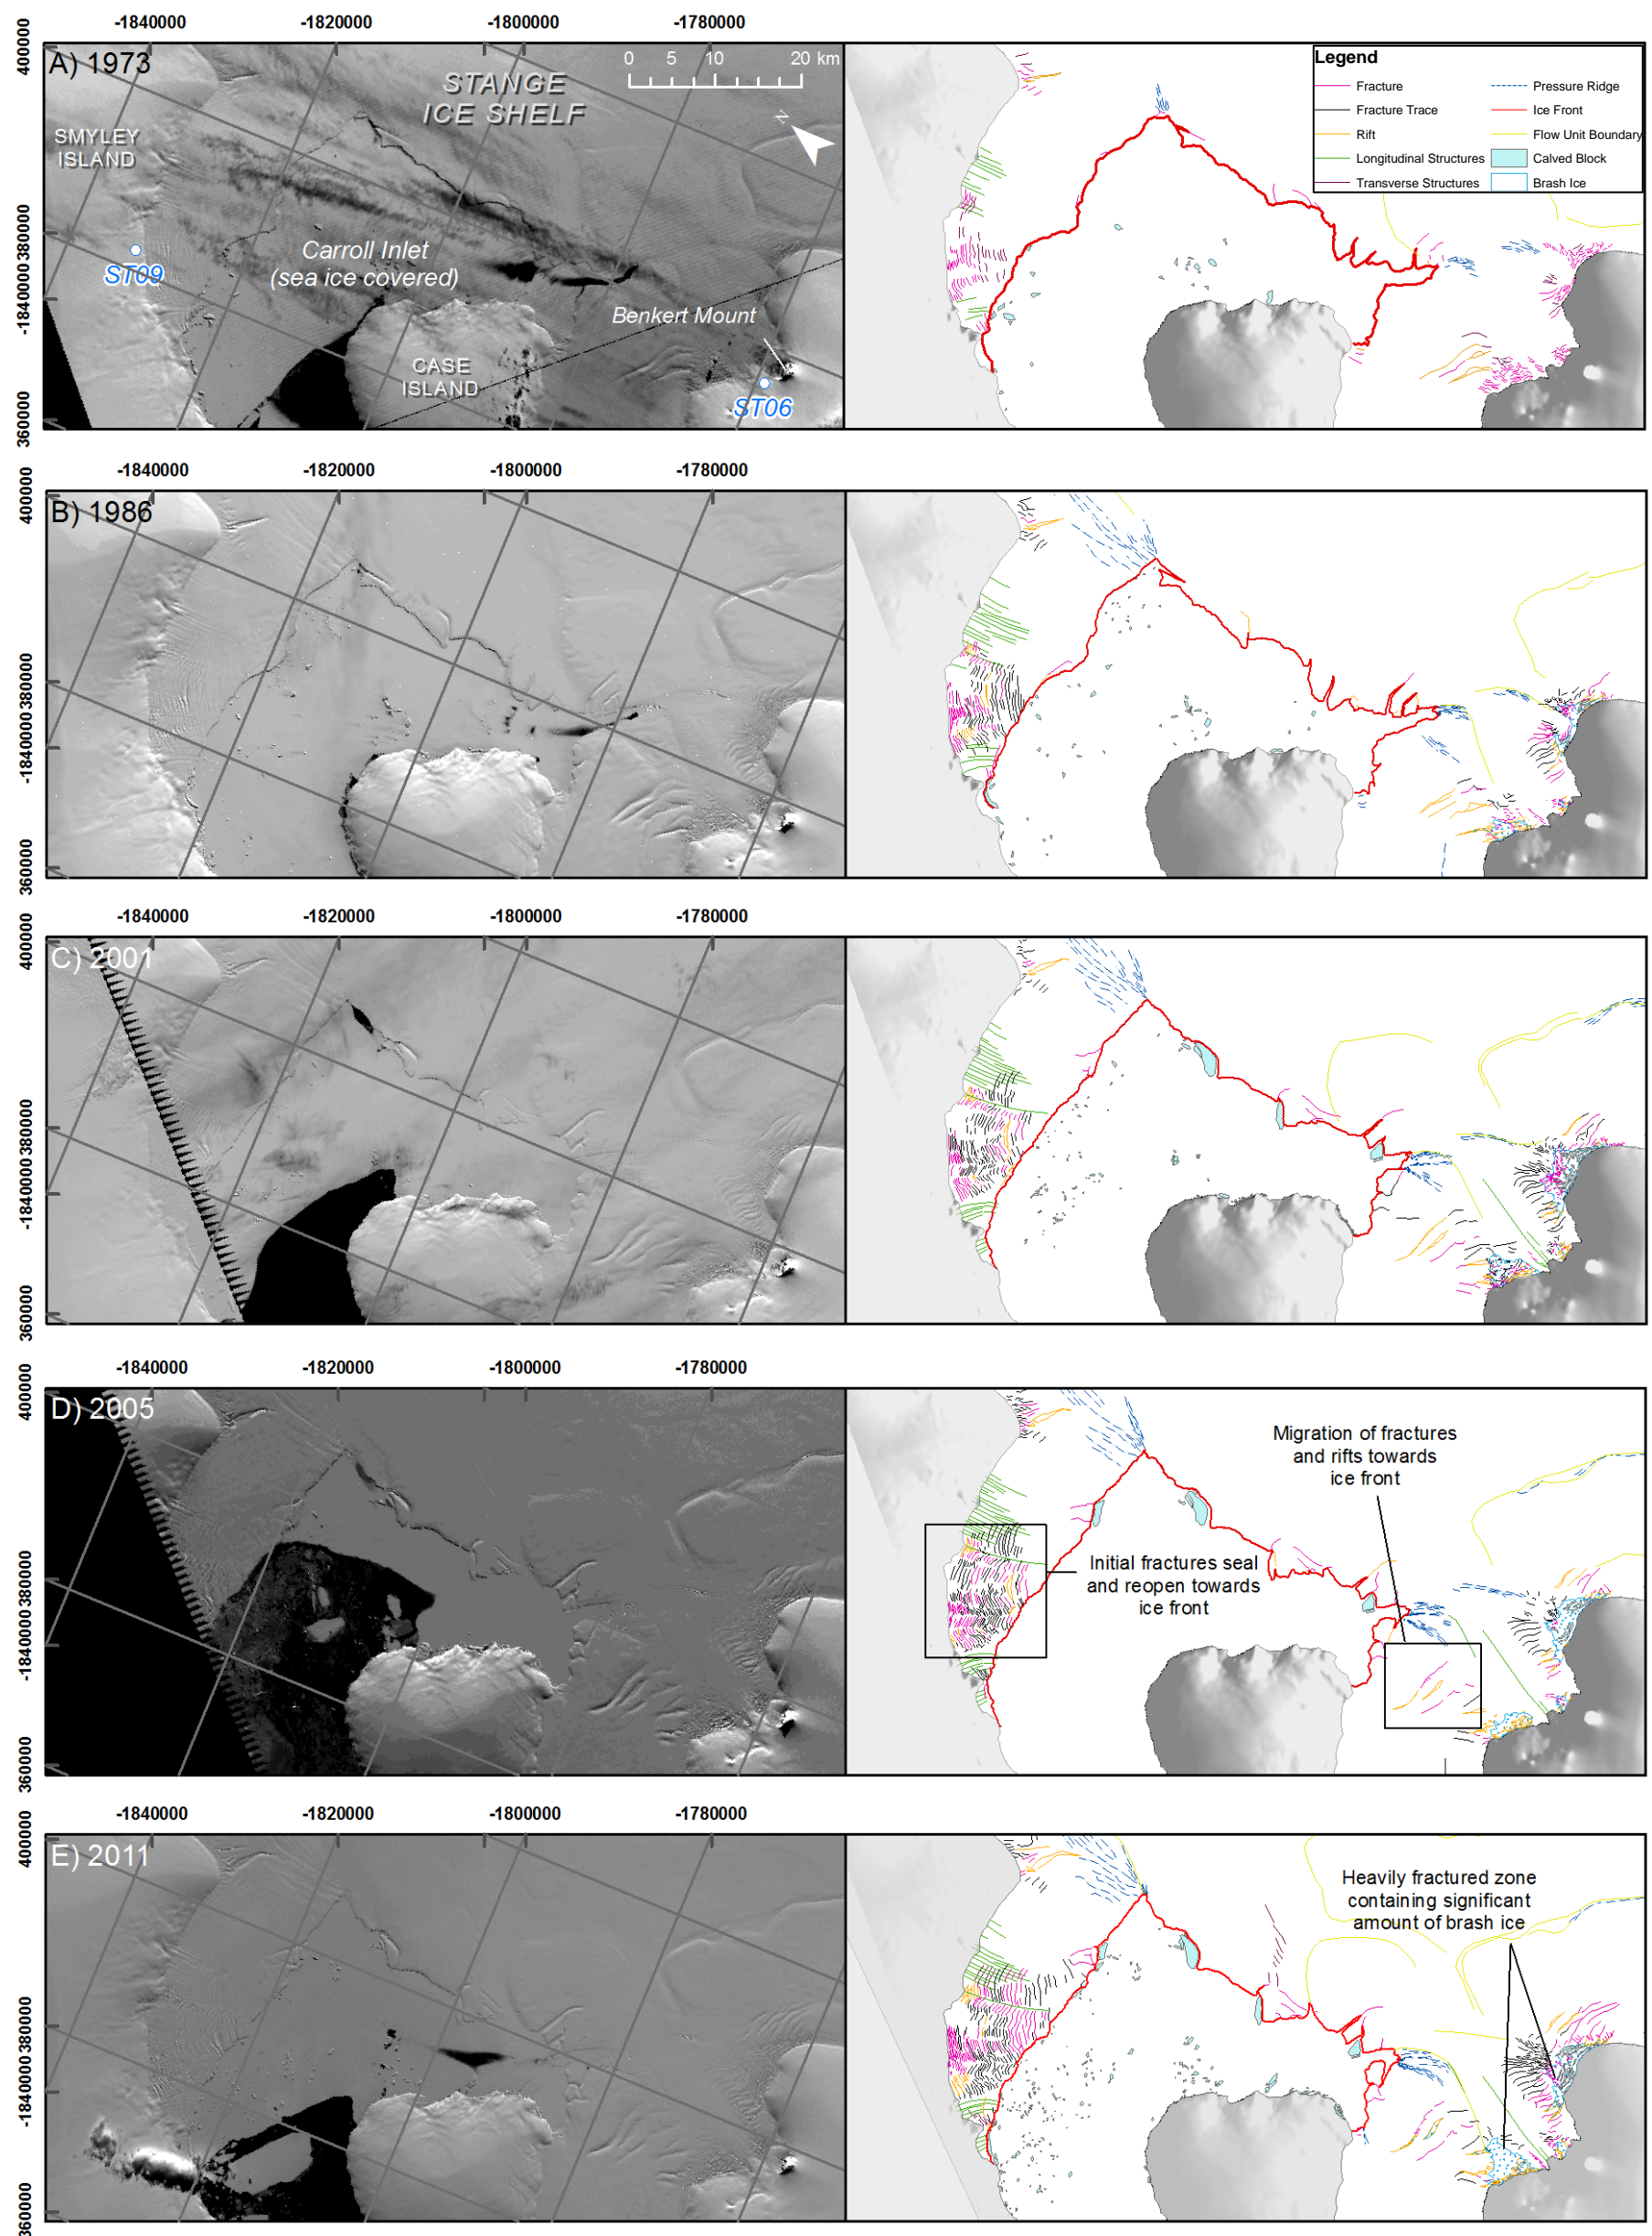 -1840000 -1820000 -1800000 -1780000
400000
380000
-1840000
360000
A) 1973
STANGE
ICE SHELF
0 5 10 20 km
N
SMYLEY
ISLAND
ST09
Carroll Inlet
(sea ice covered)
Benkert Mount
CASE
ISLAND
ST06
Legend
Fracture
Fracture Trace
Rift
Longitudinal Structures
Transverse Structures
Pressure Ridge
Ice Front
Flow Unit Boundary
Calved Block
Brash Ice
-1840000 -1820000 -1800000 -1780000
400000
380000
-1840000
360000
B) 1986
-1840000 -1820000 -1800000 -1780000
400000
380000
-1840000
360000
C) 2001
-1840000 -1820000 -1800000 -1780000
400000
380000
-1840000
360000
D) 2005
Migration of fractures
and rifts towards
ice front
Initial fractures seal
and reopen towards
ice front
-1840000 -1820000 -1800000 -1780000
400000
380000
-1840000
360000
E) 2011
Heavily fractured zone
containing significant
amount of brash ice